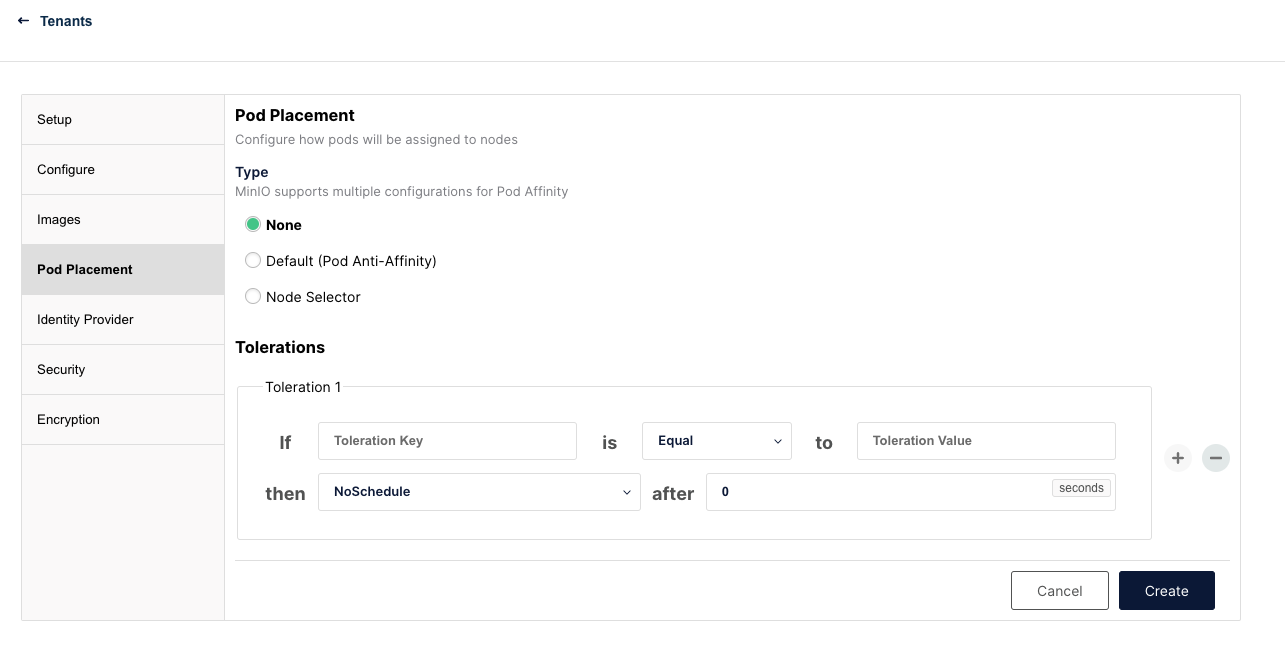 ← Tenants
Setup
Configure
Images
Pod Placement
Identity Provider
Security
Encryption
Pod Placement
Configure how pods will be assigned to nodes
Type
MinIO supports multiple configurations for Pod Affinity
None
Default (Pod Anti-Affinity)
Node Selector
Tolerations
Toleration 1
If Toleration Key is Equal to Toleration Value
then NoSchedule after 0 seconds
Cancel Create